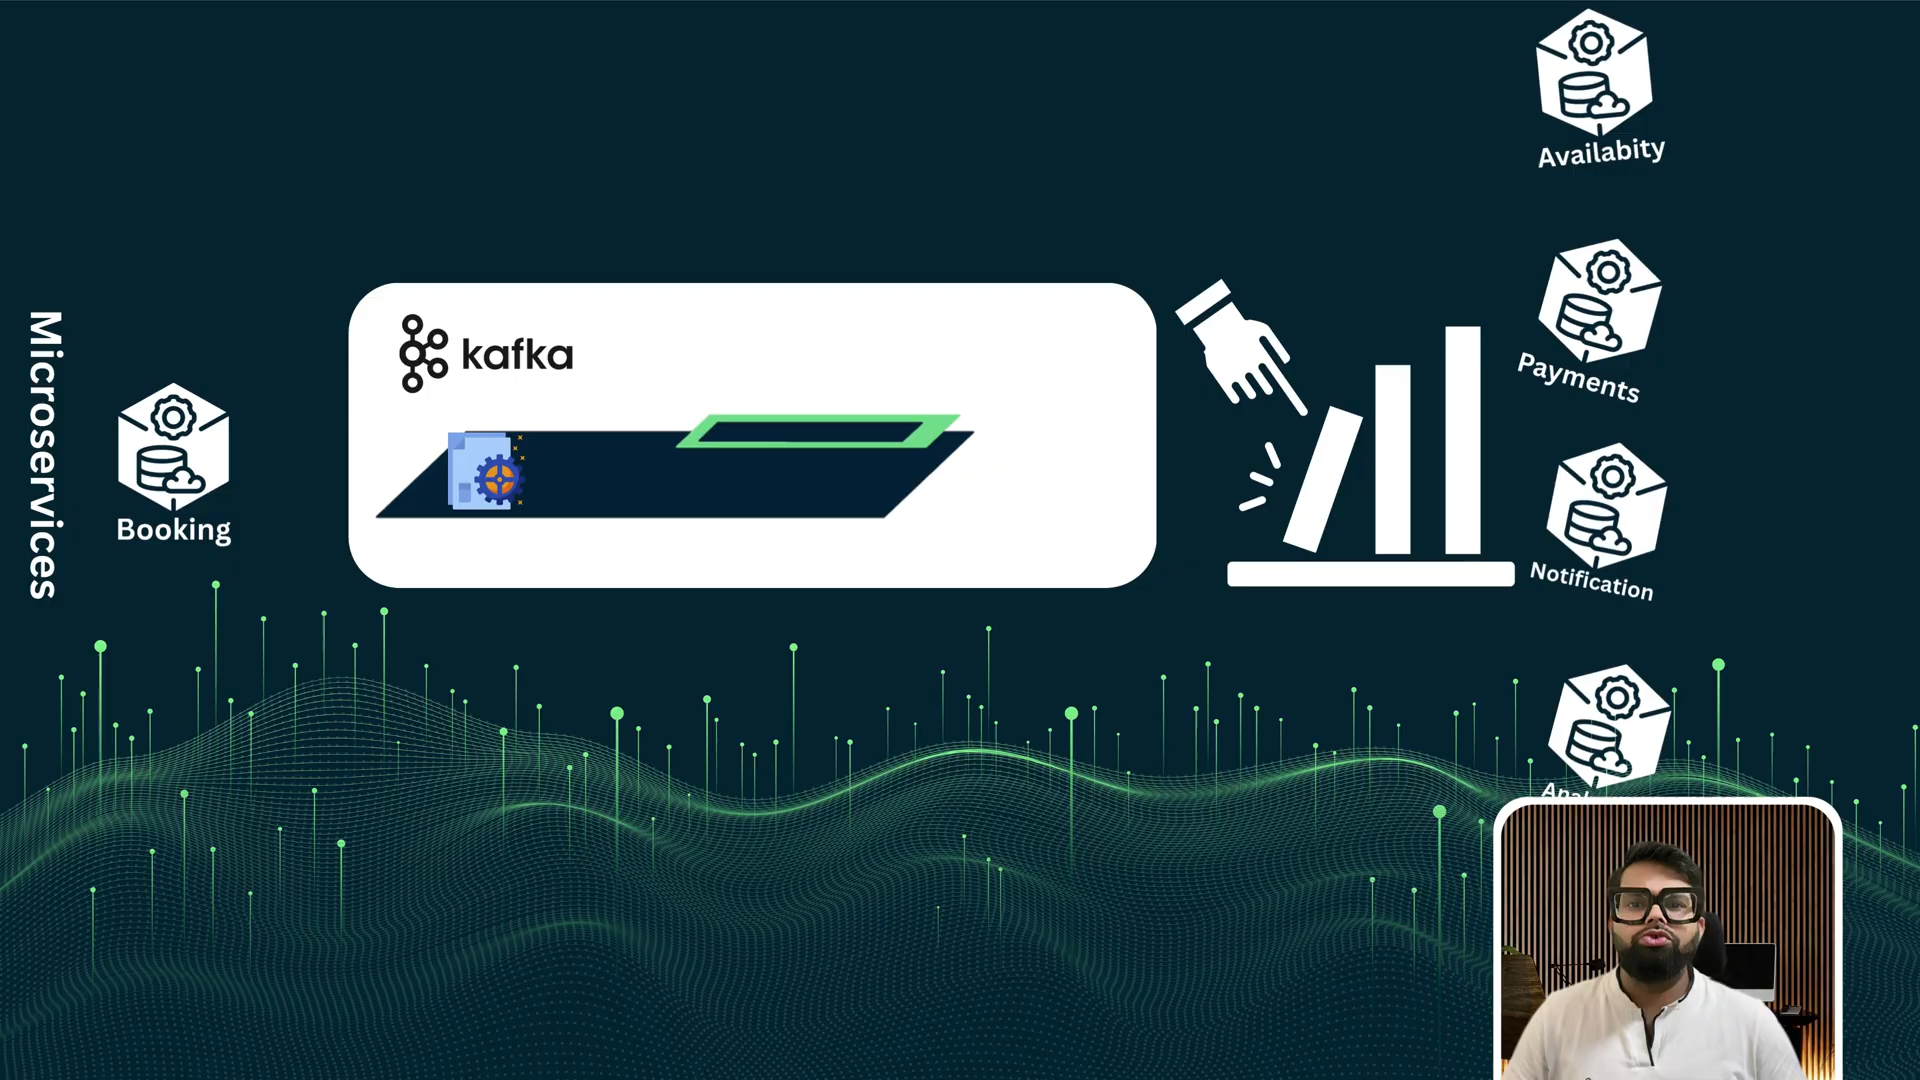 Microservices
Booking
kafka
Availabity
Payments
Notification